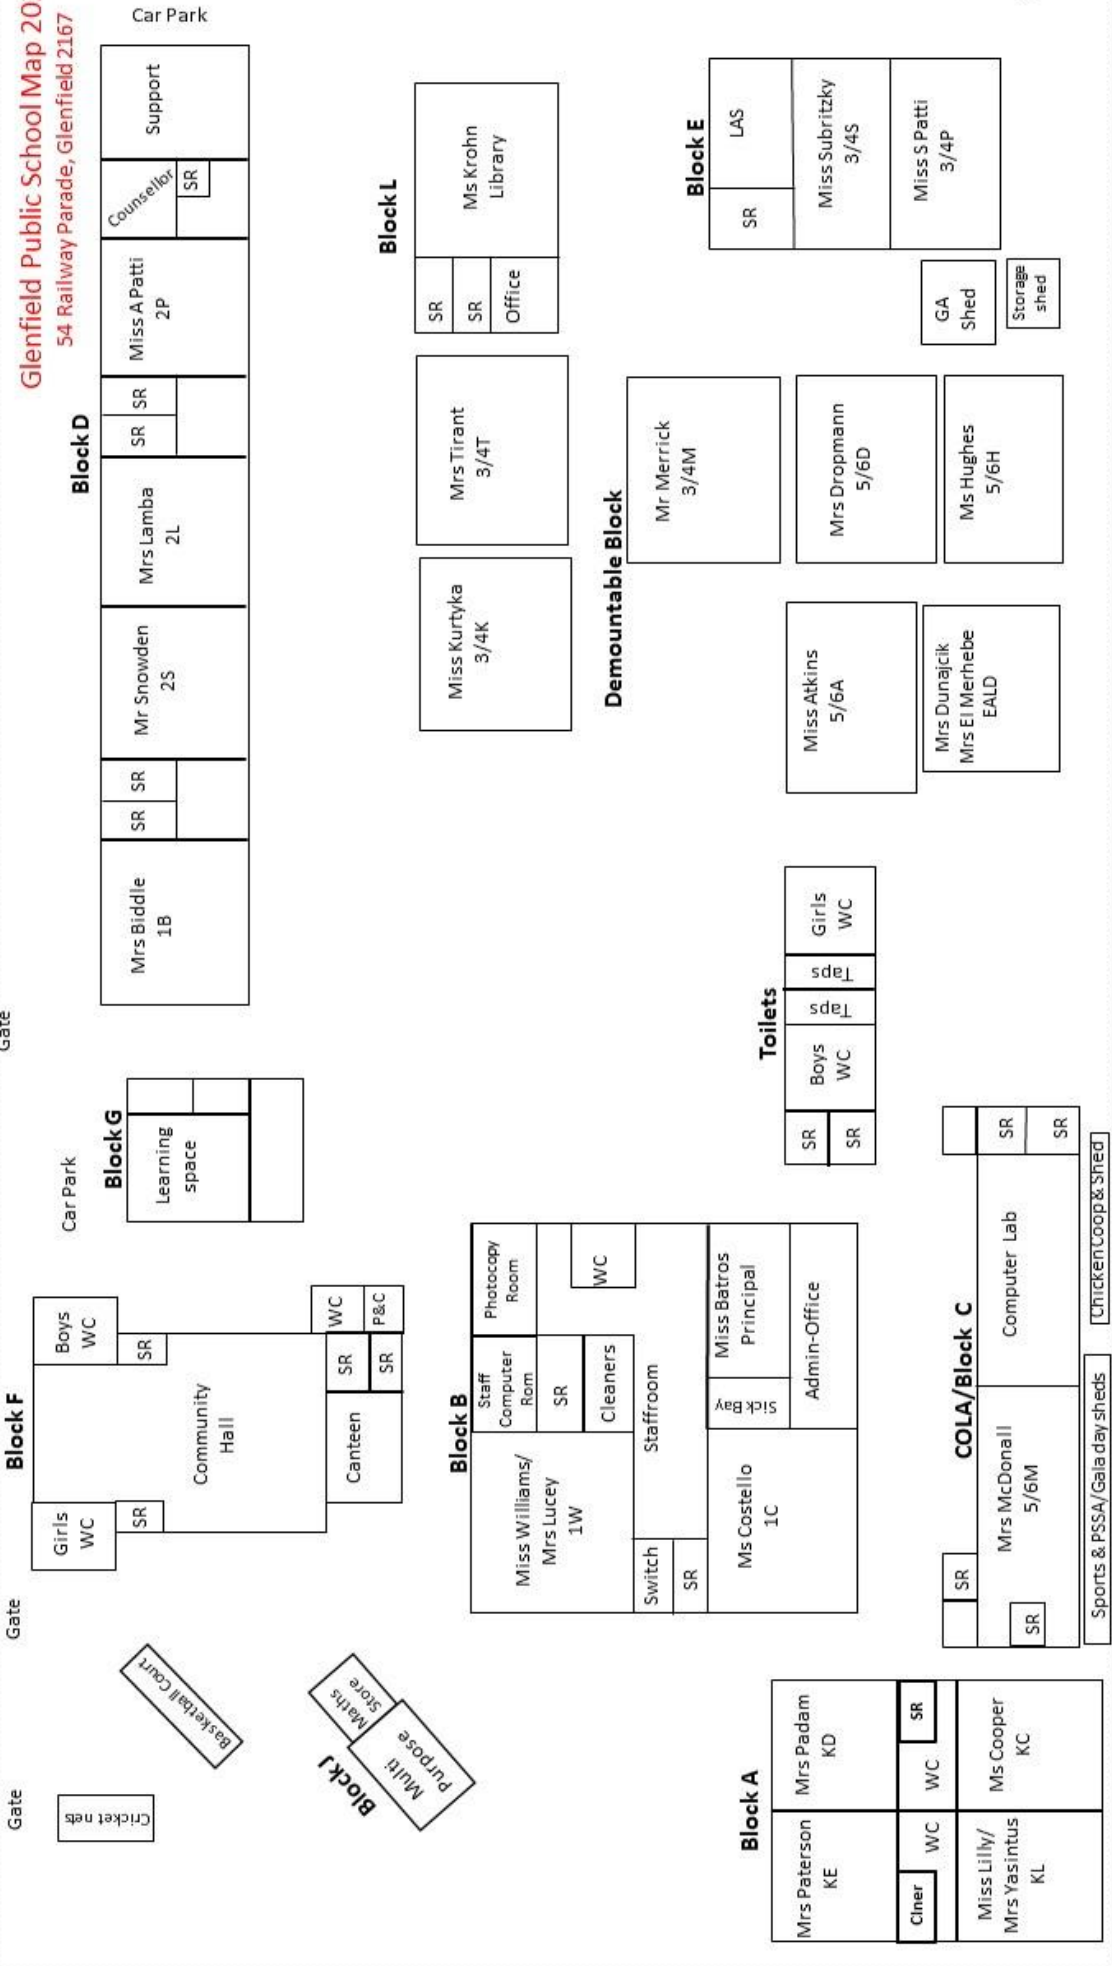 Glenfield Public School Map 20
54 Railway Parade, Glenfield 2167
Gate
Gate
Gate
Cricket nets
Basketball Court
Block J
Maths
Store
Multi
Purpose
Block F
Girls
WC
SR
Community
Hall
Boys
WC
SR
Canteen
SR
SR
WC
P&C
Car Park
Block G
Learning
space
Block D
Mrs Biddle
1B
SR
SR
Mr Snowden
2S
Mrs Lamba
2L
SR
SR
Miss A Patti
2P
Counsellor
SR
Support
Car Park
Block L
Miss Kurtyka
3/4K
Mrs Tirant
3/4T
SR
SR
Office
Ms Krohn
Library
Block B
Miss Williams/
Mrs Lucey
1W
Staff
Computer
Rom
Photocopy
Room
SR
Cleaners
WC
Switch
SR
Staffroom
Ms Costello
1C
Sick Bay
Miss Batros
Principal
Admin-Office
Demountable Block
Mr Merrick
3/4M
Mrs Dropmann
5/6D
Ms Hughes
5/6H
Miss Atkins
5/6A
Mrs Dunajcik
Mrs El Merhebe
EALD
Block E
SR
LAS
Miss Subritzky
3/4S
Miss S Patti
3/4P
GA
Shed
Storage
shed
Toilets
SR
SR
Boys
WC
Taps
Taps
Girls
WC
Block A
Mrs Paterson
KE
Mrs Padam
KD
Clner
WC
WC
SR
Miss Lilly/
Mrs Yasintus
KL
Ms Cooper
KC
COLA/Block C
SR
SR
Mrs McDonall
5/6M
Computer Lab
SR
SR
Sports & PSSA/Gala day sheds
Chicken Coop & Shed